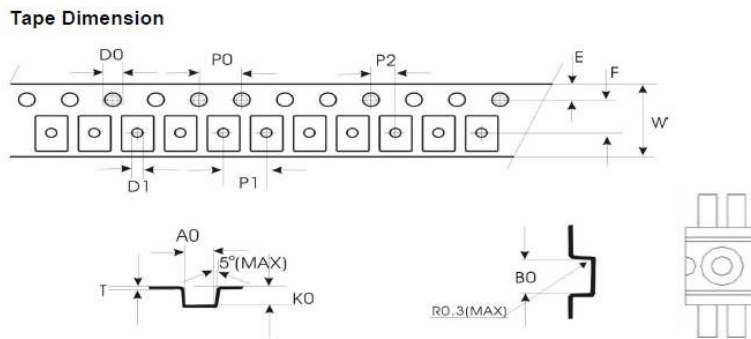 Tape Dimension
D0 P0 P2 E
F
W'
D1 P1
A0
5°(MAX)
T K0
B0
R0.3(MAX)